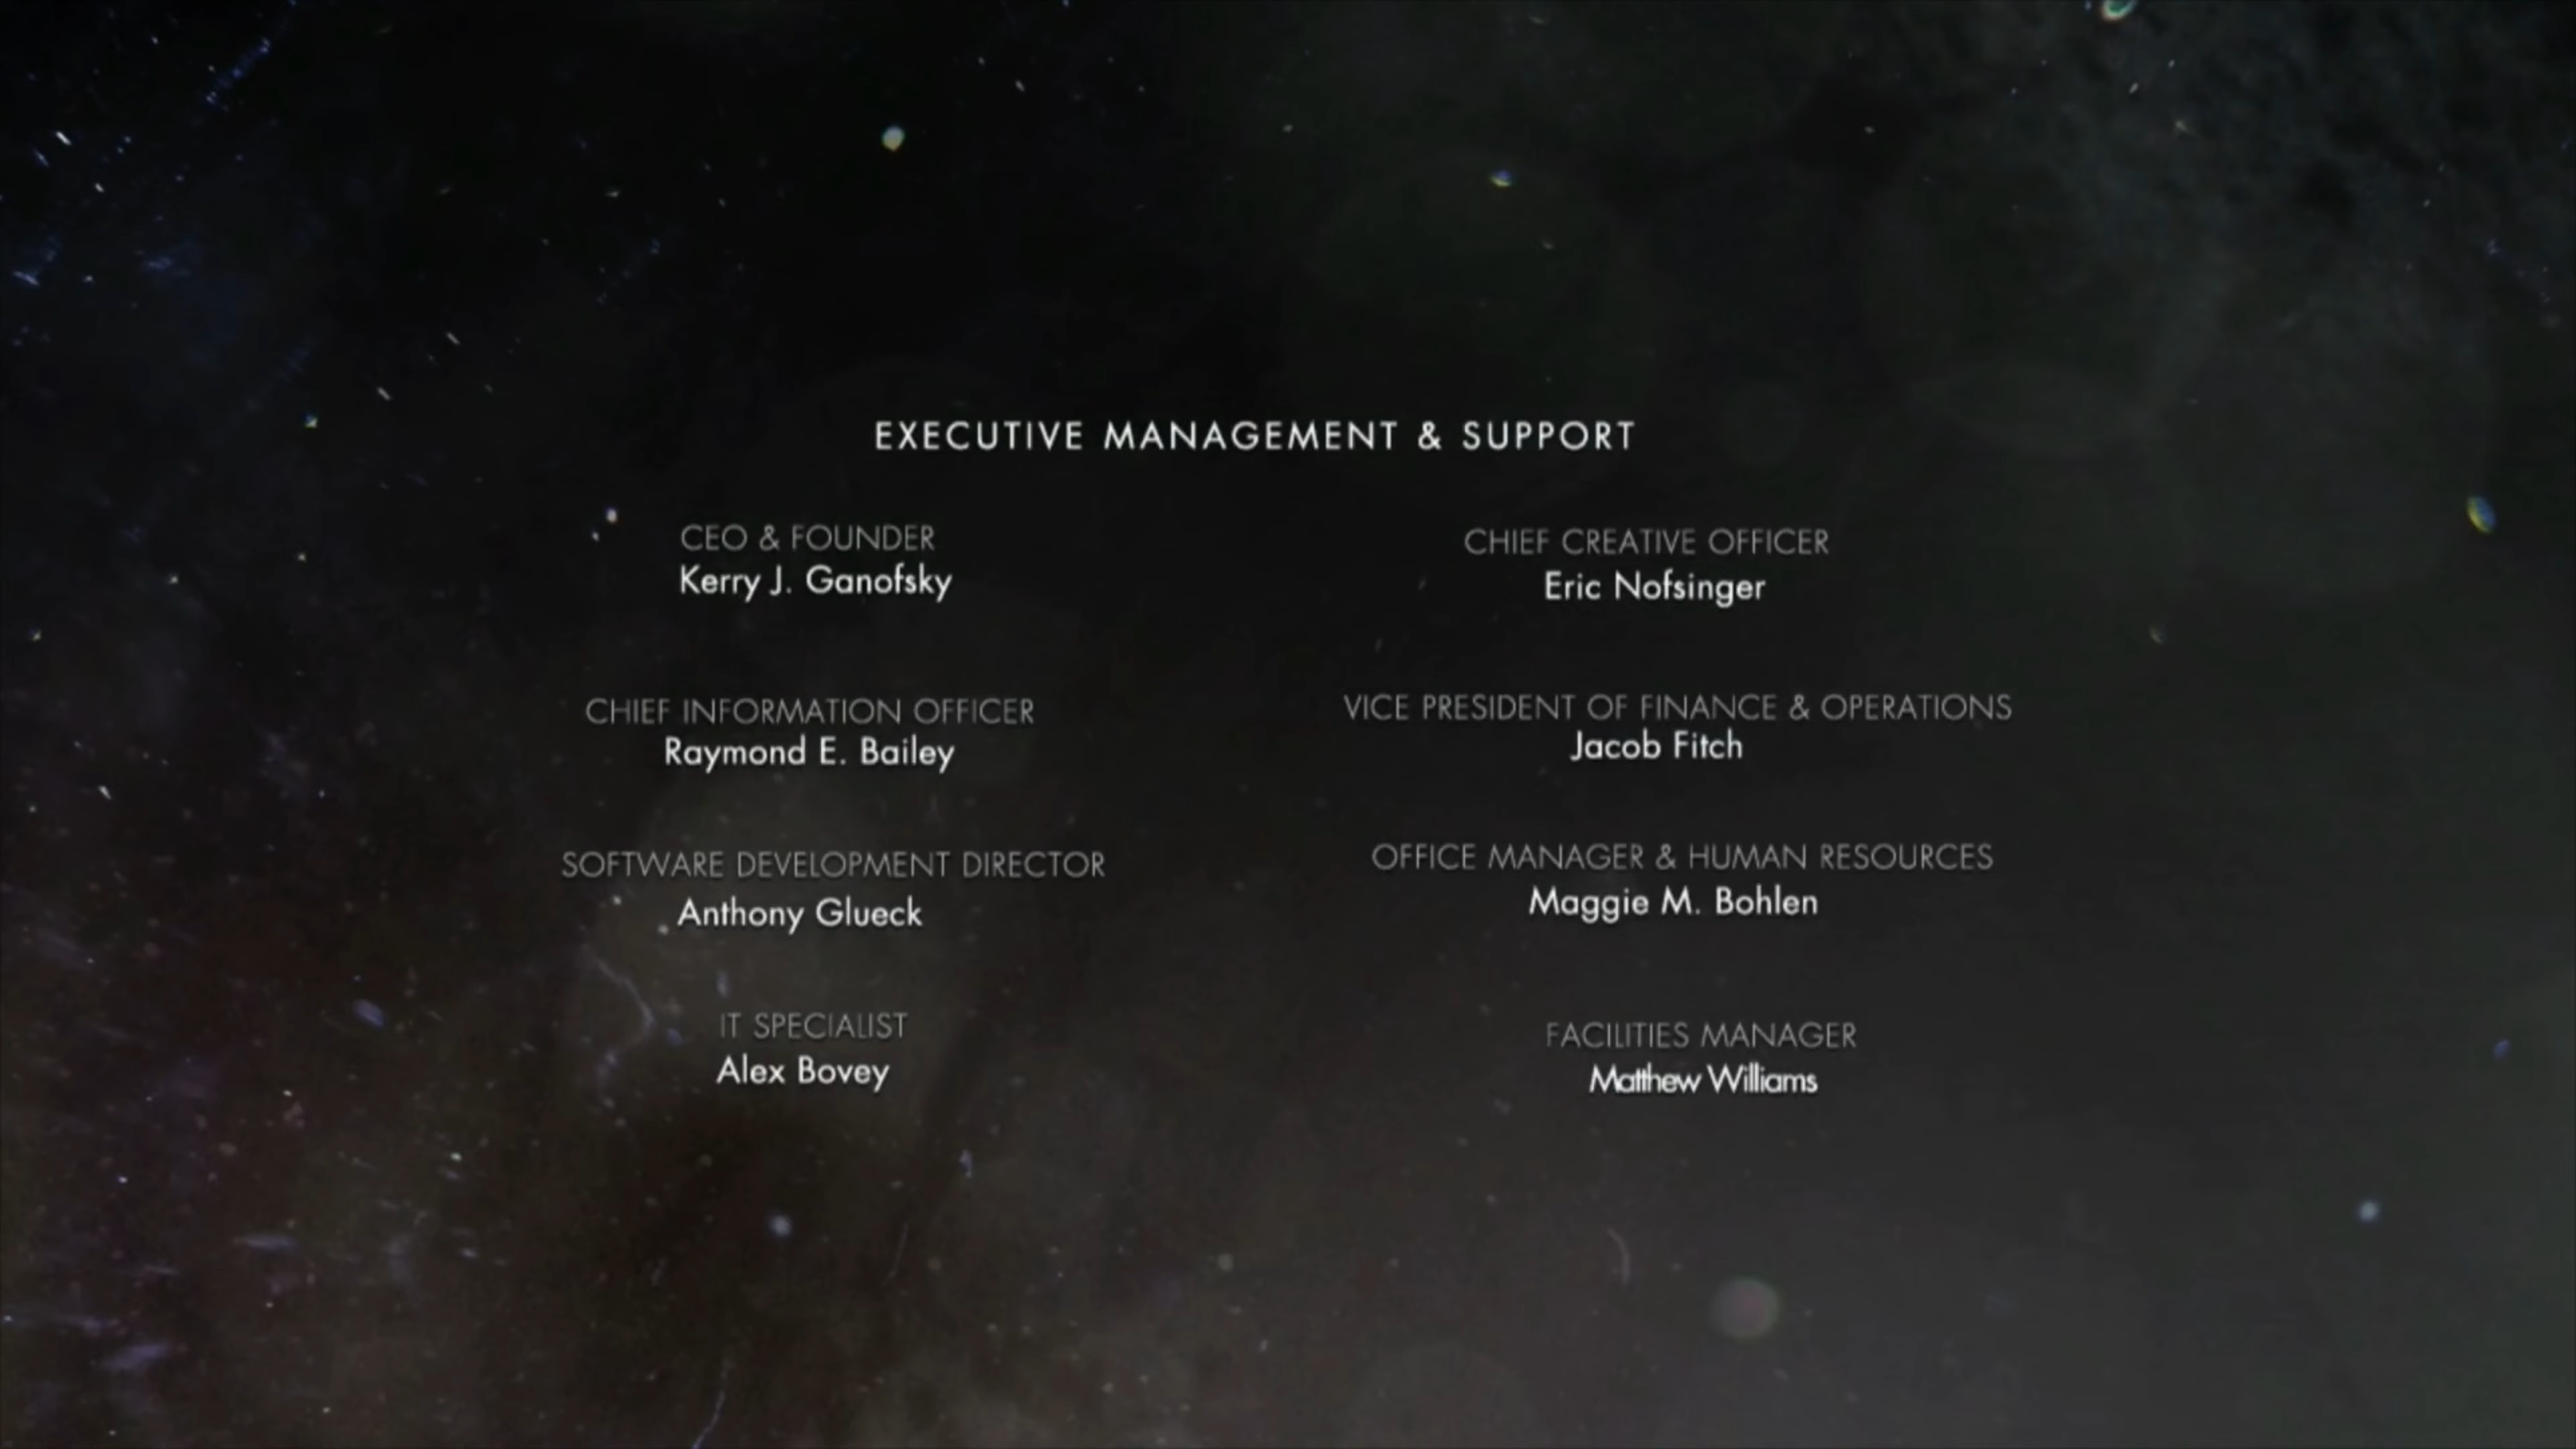 EXECUTIVE MANAGEMENT & SUPPORT
CEO & FOUNDER
Kerry J. Ganofsky
CHIEF CREATIVE OFFICER
Eric Nofsinger
CHIEF INFORMATION OFFICER
Raymond E. Bailey
VICE PRESIDENT OF FINANCE & OPERATIONS
Jacob Fitch
SOFTWARE DEVELOPMENT DIRECTOR
Anthony Glueck
OFFICE MANAGER & HUMAN RESOURCES
Maggie M. Bohlen
IT SPECIALIST
Alex Bovey
FACILITIES MANAGER
Matthew Williams